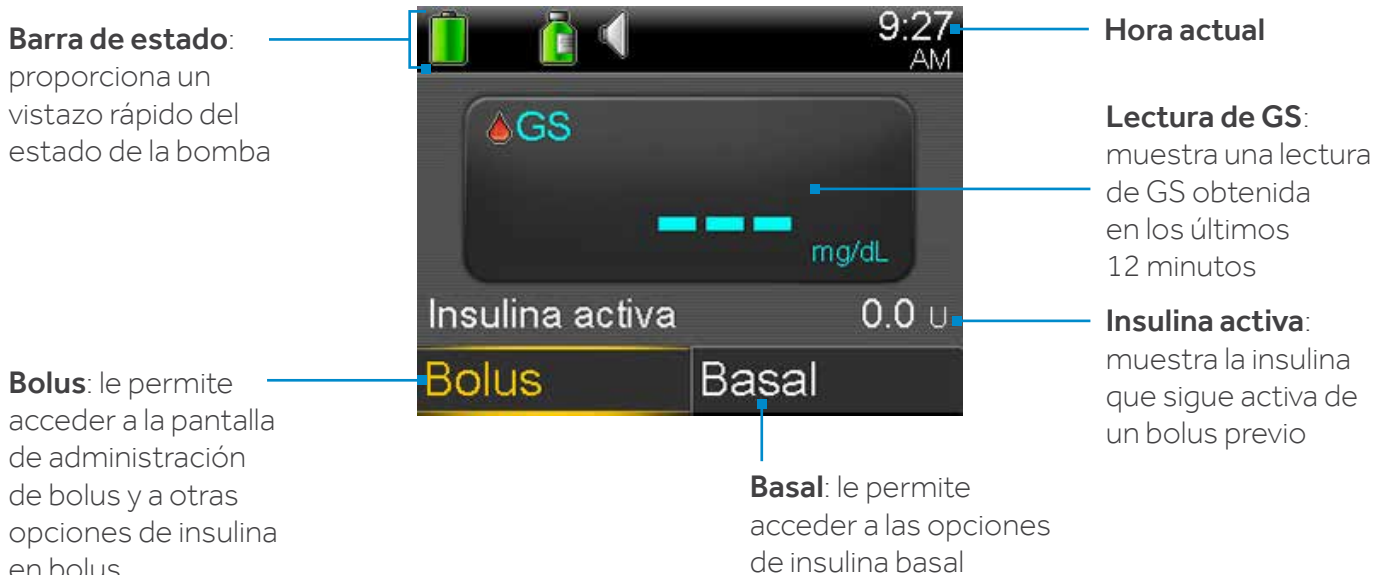 Barra de estado:
proporciona un
vistazo rápido del
estado de la bomba
Bolus: le permite
acceder a la pantalla
de administración
de bolus y a otras
opciones de insulina
en bolus
9:27
AM
GS
--- 
mg/dL
Insulina activa 0.0 U
Bolus Basal
Basal: le permite
acceder a las opciones
de insulina basal
Hora actual
Lectura de GS:
muestra una lectura
de GS obtenida
en los últimos
12 minutos
Insulina activa:
muestra la insulina
que sigue activa de
un bolus previo